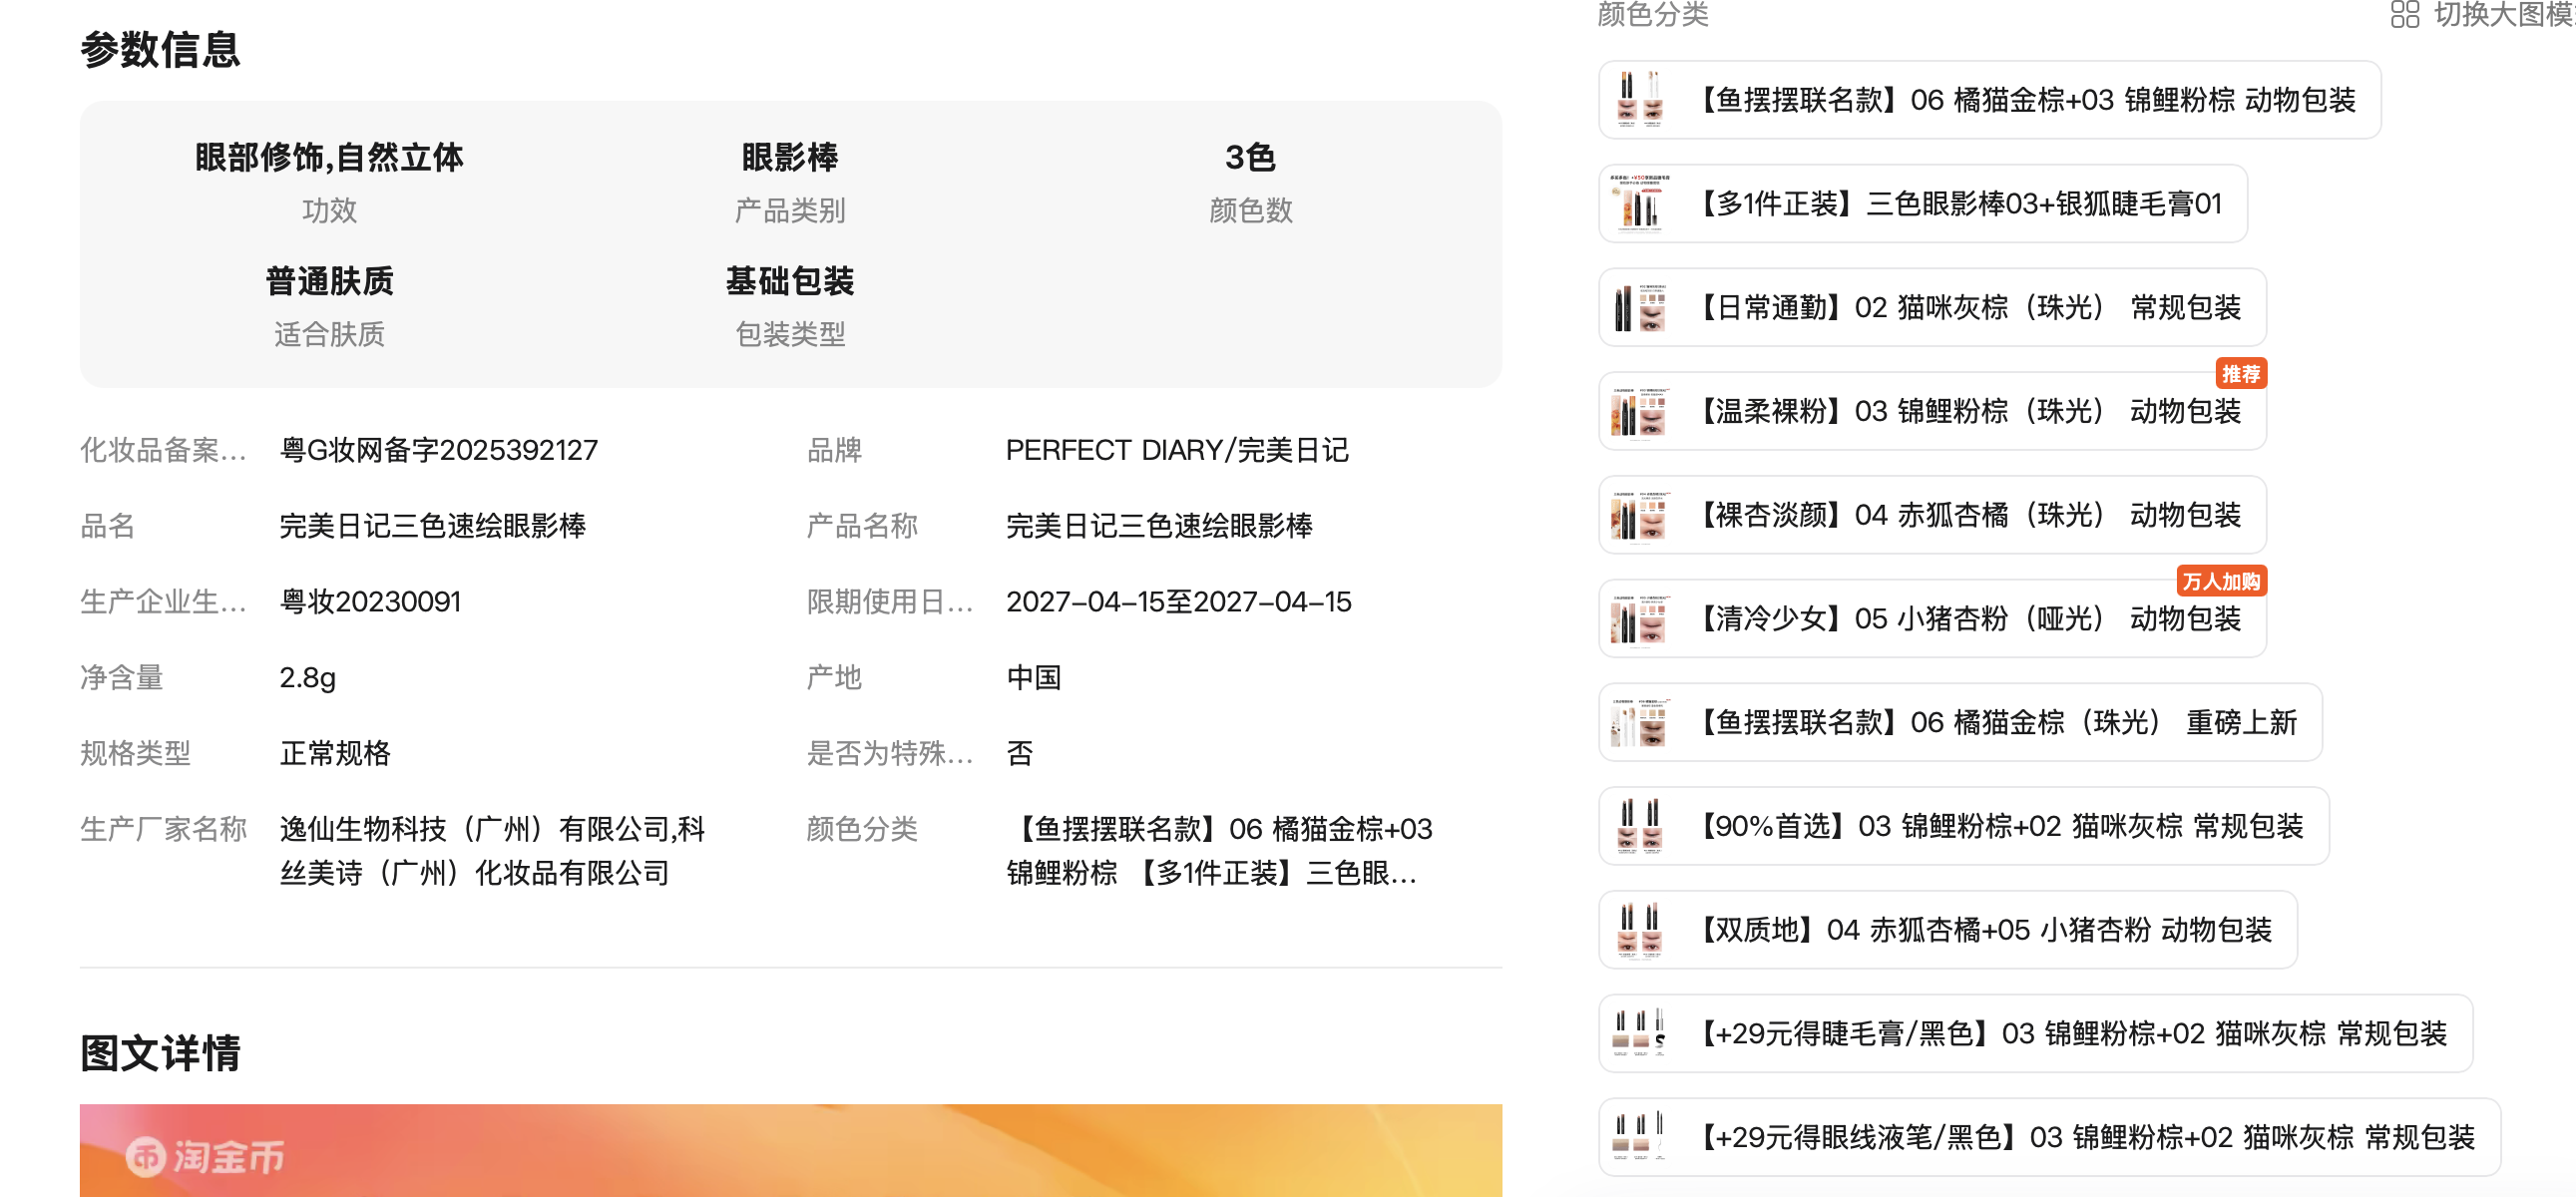 参数信息
眼部修饰,自然立体
功效
眼影棒
产品类别
3色
颜色数
普通肤质
适合肤质
基础包装
包装类型
化妆品备案... 粤G妆网备字2025392127
品牌 PERFECT DIARY/完美日记
品名 完美日记三色速绘眼影棒
产品名称 完美日记三色速绘眼影棒
生产企业生... 粤妆20230091
限期使用日... 2027-04-15至2027-04-15
净含量 2.8g
产地 中国
规格类型 正常规格
是否为特殊... 否
生产厂家名称 逸仙生物科技（广州）有限公司,科
丝美诗（广州）化妆品有限公司
颜色分类 【鱼摆摆联名款】06 橘猫金棕+03
锦鲤粉棕 【多1件正装】三色眼...
图文详情
淘金币
颜色分类
切换大图模
【鱼摆摆联名款】06 橘猫金棕+03 锦鲤粉棕 动物包装
【多1件正装】三色眼影棒03+银狐睫毛膏01
【日常通勤】02 猫咪灰棕（珠光） 常规包装
推荐
【温柔裸粉】03 锦鲤粉棕（珠光） 动物包装
【裸杏淡颜】04 赤狐杏橘（珠光） 动物包装
万人加购
【清冷少女】05 小猪杏粉（哑光） 动物包装
【鱼摆摆联名款】06 橘猫金棕（珠光） 重磅上新
【90%首选】03 锦鲤粉棕+02 猫咪灰棕 常规包装
【双质地】04 赤狐杏橘+05 小猪杏粉 动物包装
【+29元得睫毛膏/黑色】03 锦鲤粉棕+02 猫咪灰棕 常规包装
【+29元得眼线液笔/黑色】03 锦鲤粉棕+02 猫咪灰棕 常规包装